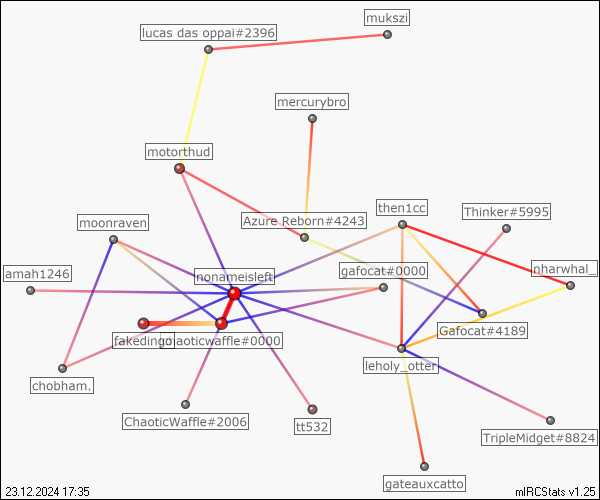 mukszi
lucas das oppai#2396
mercurybro
motorthud
then1cc
Thinker#5995
moonraven
Azure Reborn#4243
amah1246
nonameisleft
gafocat#0000
nharwhal_
fakedingo
chaoticwaffle#0000
Gafocat#4189
leholy_otter
chobham.
ChaoticWaffle#2006
tt532
TripleMidget#8824
gateauxcatto
23.12.2024 17:35
mIRCStats v1.25